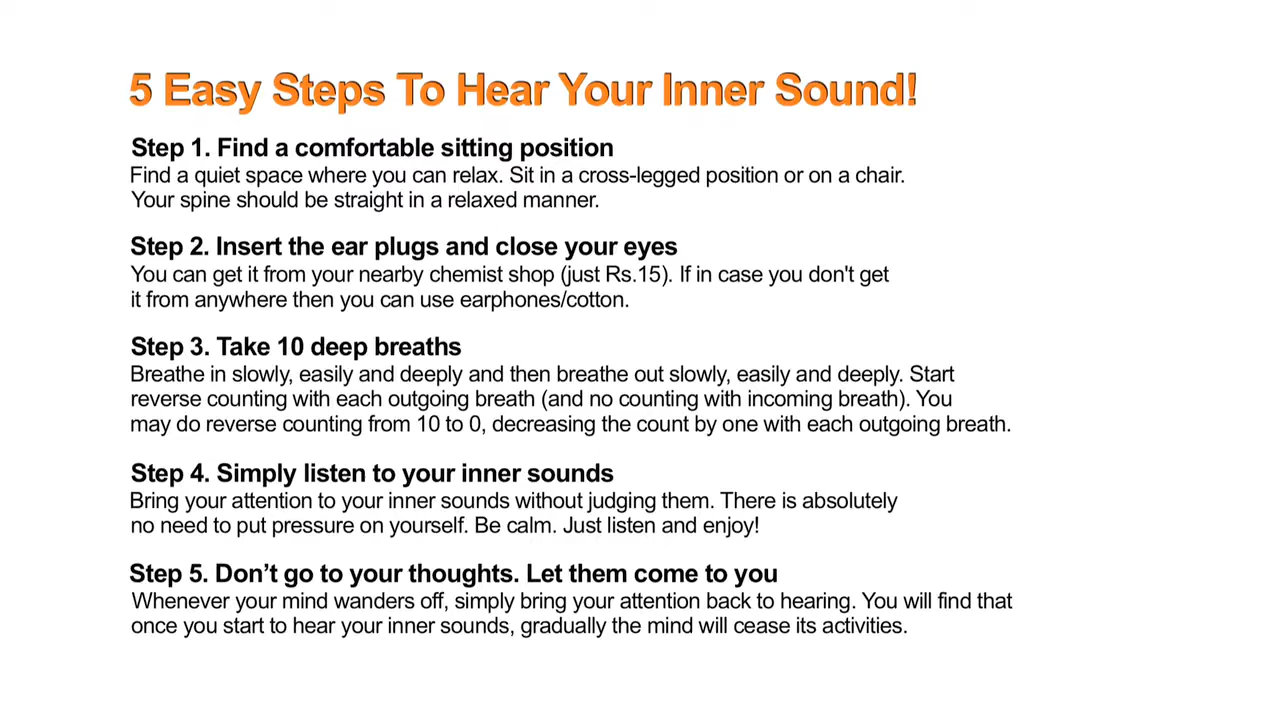 5 Easy Steps To Hear Your Inner Sound!
Step 1. Find a comfortable sitting position
Find a quiet space where you can relax. Sit in a cross-legged position or on a chair.
Your spine should be straight in a relaxed manner.
Step 2. Insert the ear plugs and close your eyes
You can get it from your nearby chemist shop (just Rs.15). If in case you don't get
it from anywhere then you can use earphones/cotton.
Step 3. Take 10 deep breaths
Breathe in slowly, easily and deeply and then breathe out slowly, easily and deeply. Start
reverse counting with each outgoing breath (and no counting with incoming breath). You
may do reverse counting from 10 to 0, decreasing the count by one with each outgoing breath.
Step 4. Simply listen to your inner sounds
Bring your attention to your inner sounds without judging them. There is absolutely
no need to put pressure on yourself. Be calm. Just listen and enjoy!
Step 5. Don’t go to your thoughts. Let them come to you
Whenever your mind wanders off, simply bring your attention back to hearing. You will find that
once you start to hear your inner sounds, gradually the mind will cease its activities.